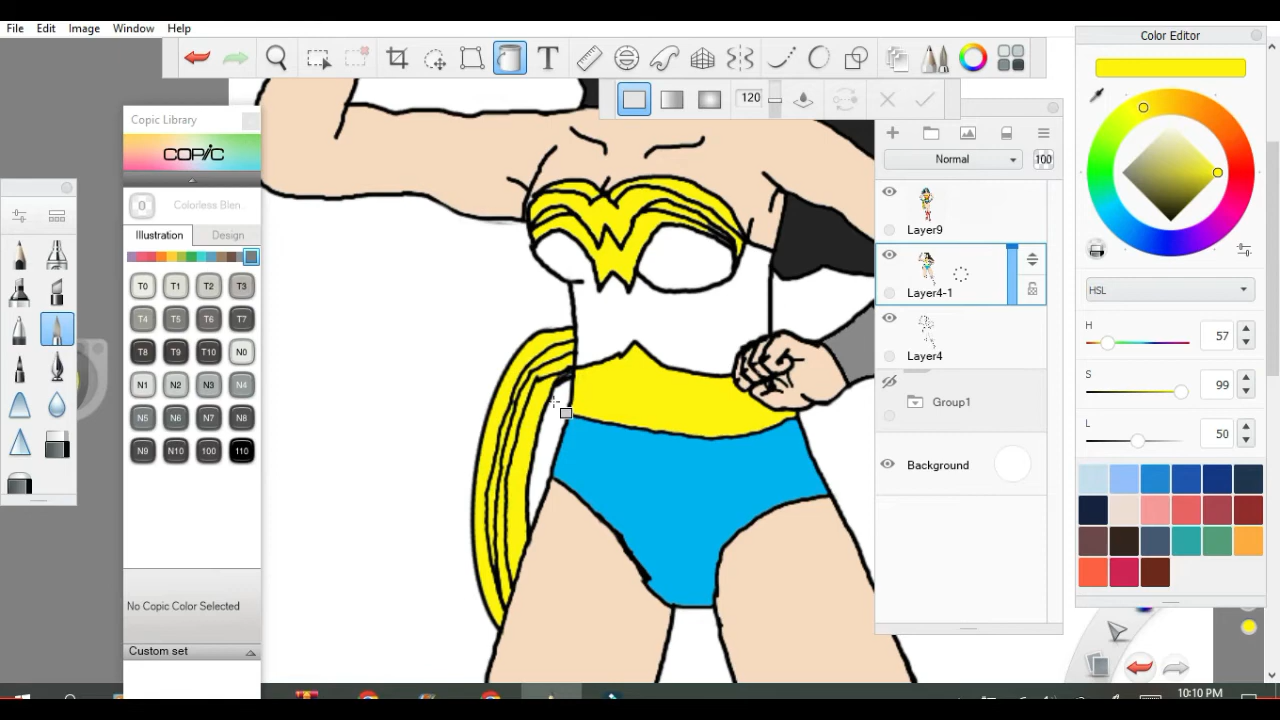 File Edit Image Window Help
Color Editor
T
120
Copic Library
COPIC
0 Colorless Blen
Illustration Design
T0 T1 T2 T3
T4 T5 T6 T7
T8 T9 T10 N0
N1 N2 N3 N4
N5 N6 N7 N8
N9 N10 100 110
No Copic Color Selected
Custom set
Normal 100
Layer9
Layer4-1
Layer4
Group1
Background
HSL
H 57
S 99
L 50
W
10:10 PM